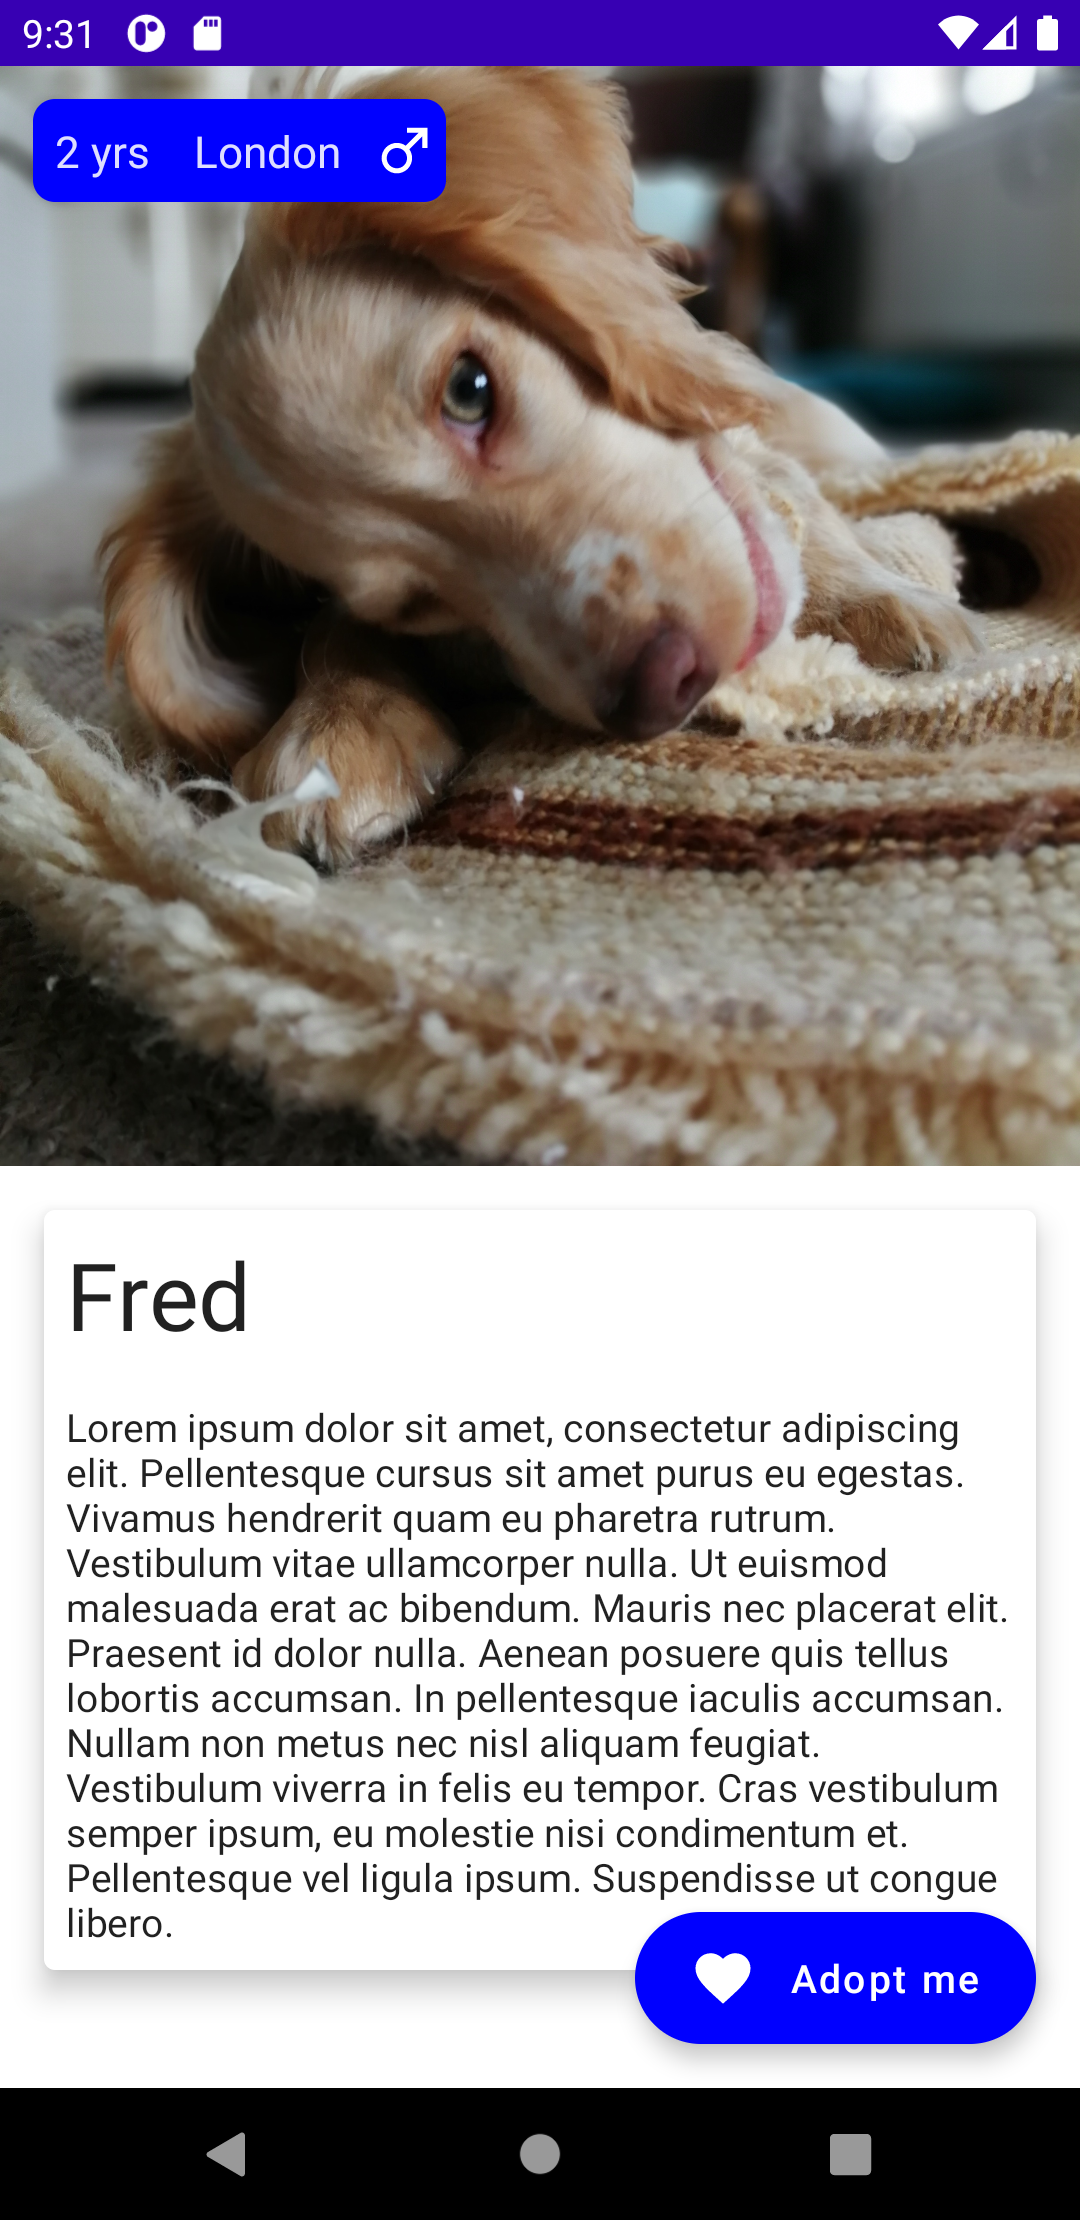 9:31
2 yrs London
Fred
Lorem ipsum dolor sit amet, consectetur adipiscing
elit. Pellentesque cursus sit amet purus eu egestas.
Vivamus hendrerit quam eu pharetra rutrum.
Vestibulum vitae ullamcorper nulla. Ut euismod
malesuada erat ac bibendum. Mauris nec placerat elit.
Praesent id dolor nulla. Aenean posuere quis tellus
lobortis accumsan. In pellentesque iaculis accumsan.
Nullam non metus nec nisl aliquam feugiat.
Vestibulum viverra in felis eu tempor. Cras vestibulum
semper ipsum, eu molestie nisi condimentum et.
Pellentesque vel ligula ipsum. Suspendisse ut congue
libero.
Adopt me